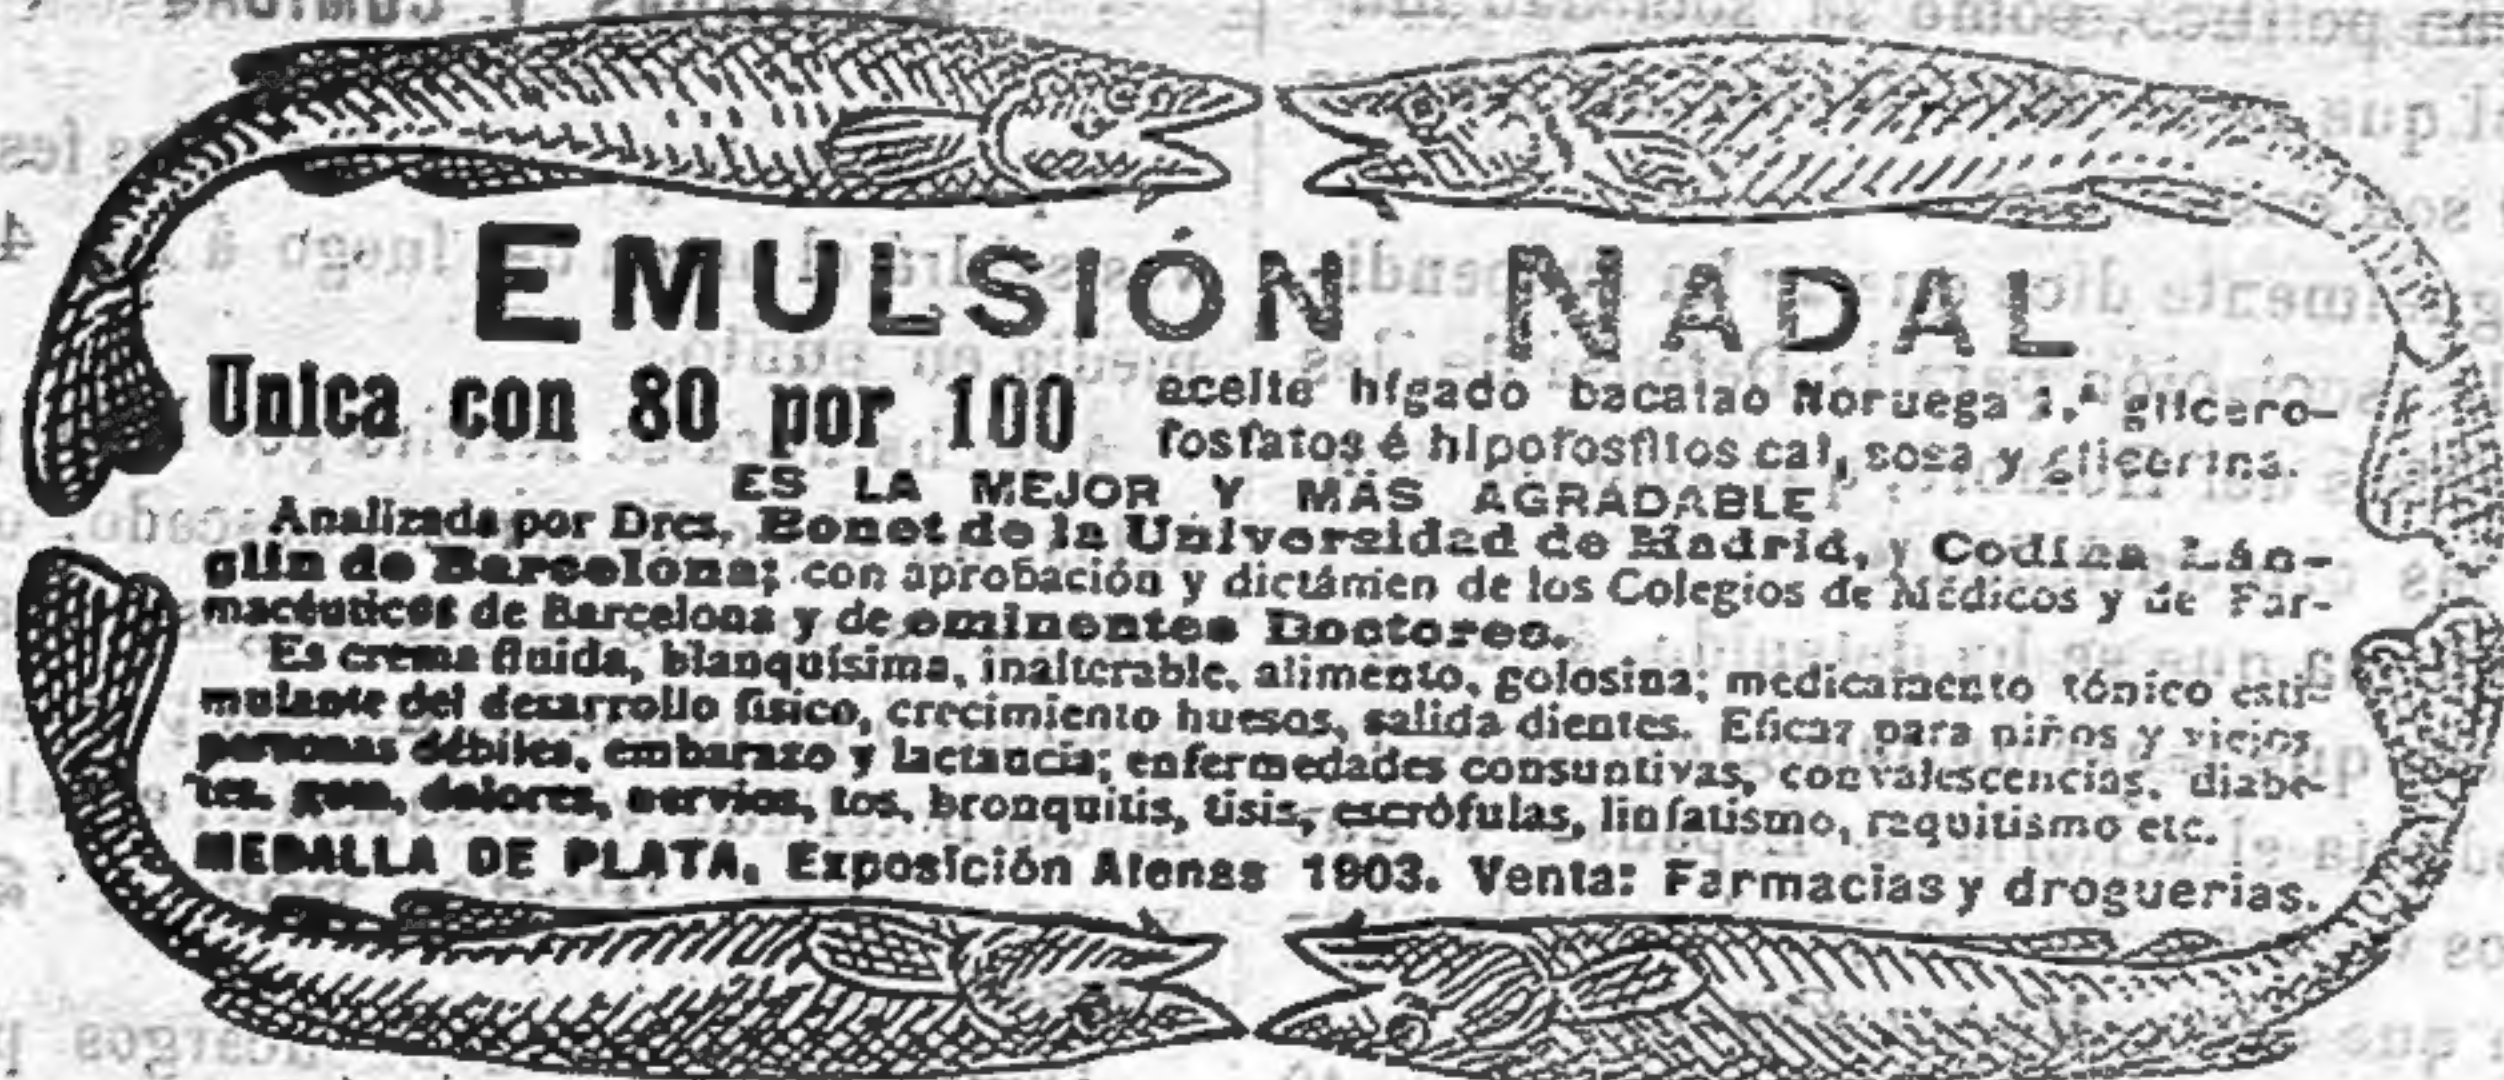 EMULSIÓN NADAL
Unica con 80 por 100 aceite hígado bacalao Noruega 1.ª glicero-
fosfatos é hipofosfitos cal, sosa y glicerina.
ES LA MEJOR Y MÁS AGRADABLE
Analizada por Dres. Bonet de la Universidad de Madrid, y Codina Lán-
glin de Barcelona; con aprobación y dictámen de los Colegios de Médicos y de Far-
macéuticos de Barcelona y de eminentes Doctores.
Es crema fluida, blanquísima, inalterable, alimento, golosina; medicamento tónico esti-
mulante del desarrollo físico, crecimiento huesos, salida dientes. Eficaz para niños y viejos
personas débiles, embarazo y lactancia; enfermedades consuntivas, convalescencias, diabe-
tes, gota, dolores, nervios, tos, bronquitis, tisis, escrófulas, linfatismo, raquitismo etc.
MEDALLA DE PLATA. Exposición Atenas 1903. Venta: Farmacias y droguerias.